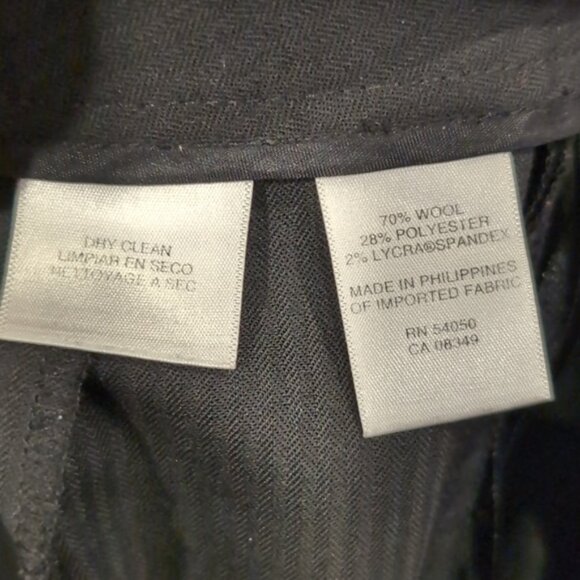 DRY CLEAN
LIMPIAR EN SECO
NETTOYAGE A SEC
70% WOOL
28% POLYESTER
2% LYCRA®SPANDEX
MADE IN PHILIPPINES
OF IMPORTED FABRIC
RN 54050
CA 08349